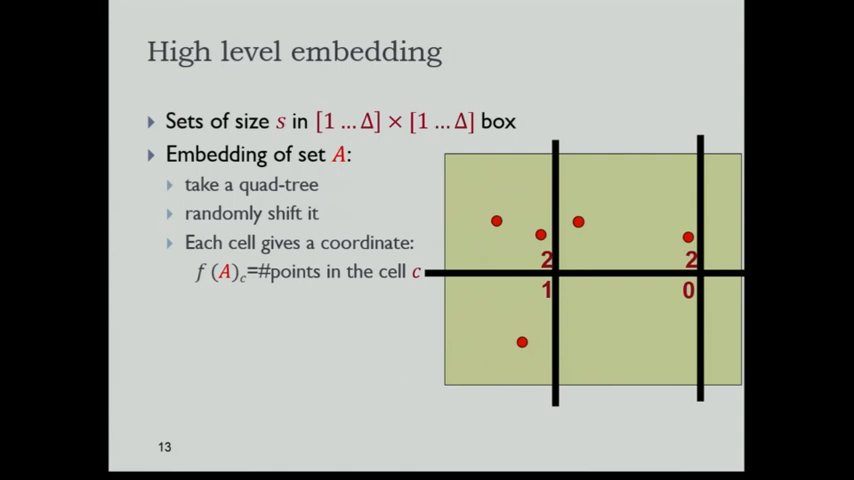 High level embedding
Sets of size s in [1 … Δ] × [1 … Δ] box
Embedding of set A:
take a quad-tree
randomly shift it
Each cell gives a coordinate:
f (A)c=#points in the cell c
2 2
1 0
13